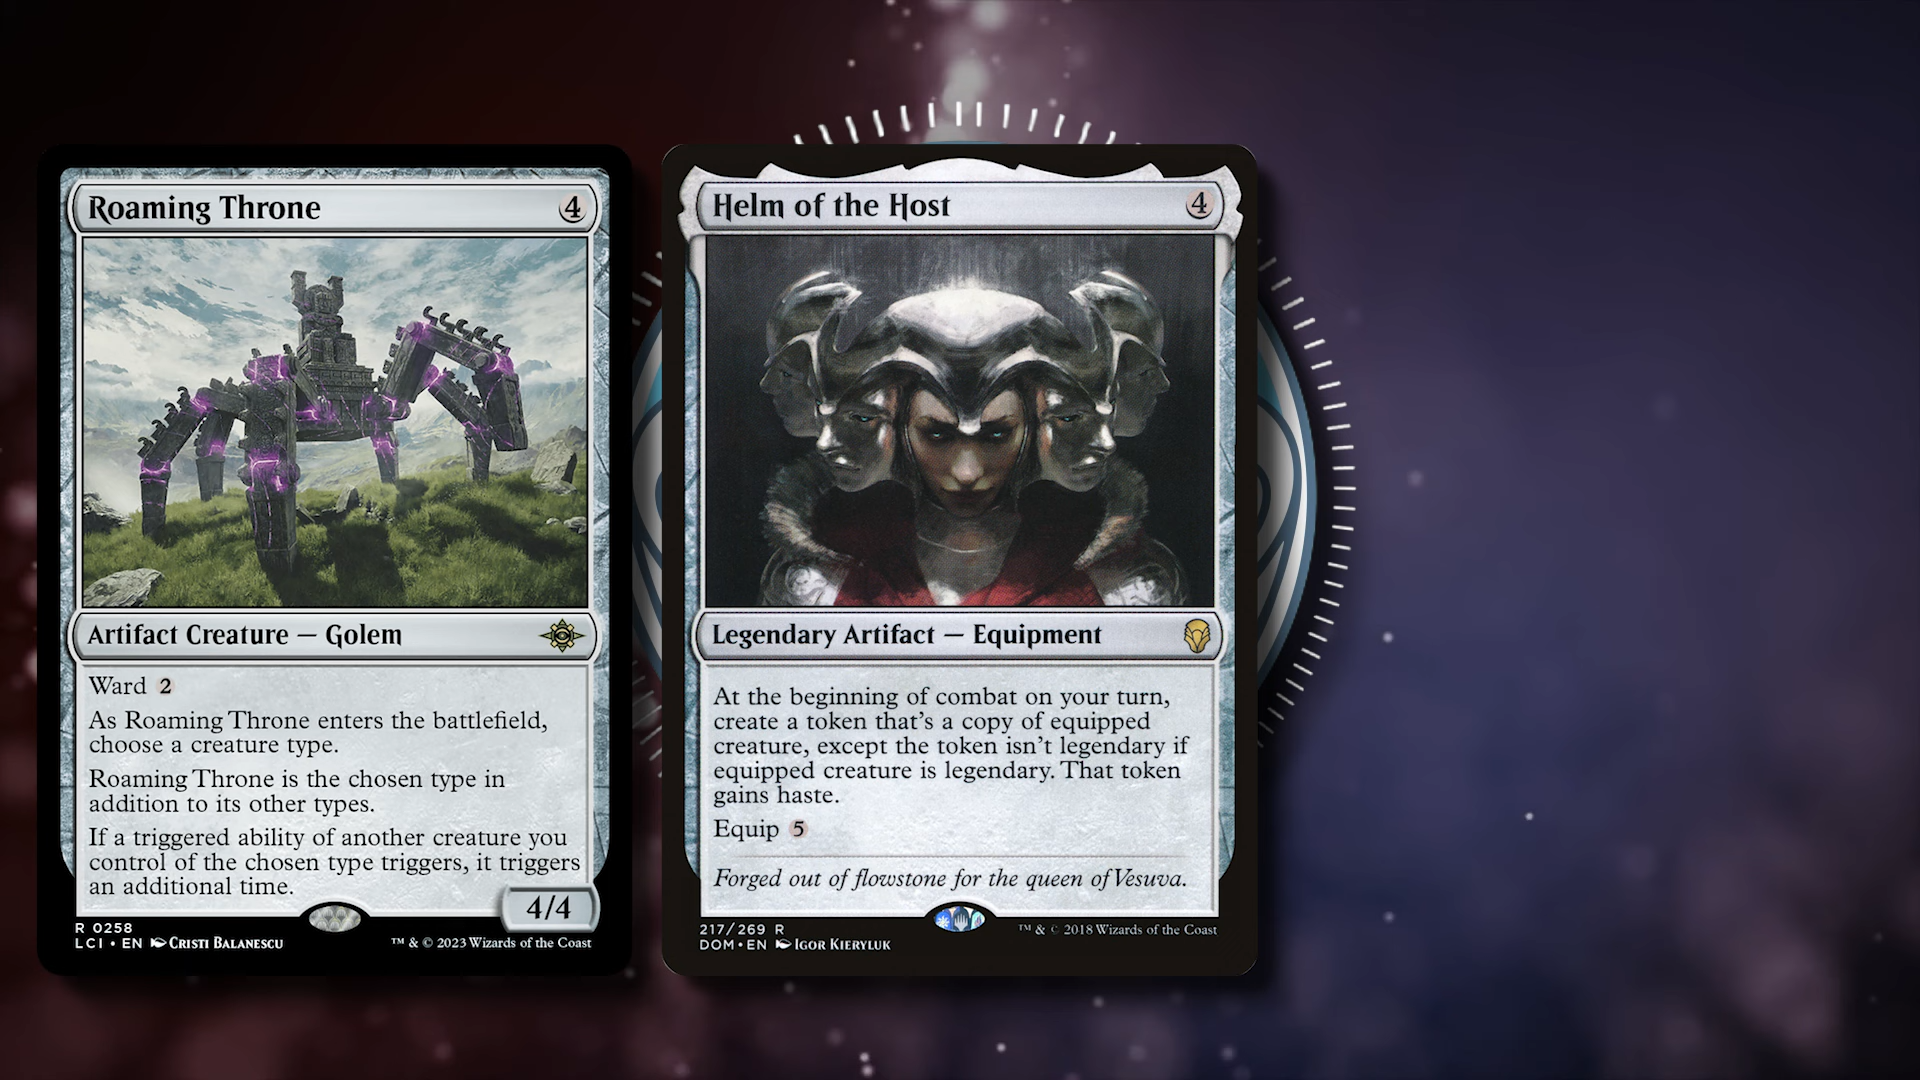 Roaming Throne
4
Artifact Creature — Golem
Ward 2
As Roaming Throne enters the battlefield,
choose a creature type.
Roaming Throne is the chosen type in
addition to its other types.
If a triggered ability of another creature you
control of the chosen type triggers, it triggers
an additional time.
4/4
R 0258
LCI • EN Cristi Balanescu
™ & © 2023 Wizards of the Coast
Helm of the Host
4
Legendary Artifact — Equipment
At the beginning of combat on your turn,
create a token that's a copy of equipped
creature, except the token isn't legendary if
equipped creature is legendary. That token
gains haste.
Equip 5
Forged out of flowstone for the queen of Vesuva.
217/269 R
DOM • EN Igor Kieryluk
™ & © 2018 Wizards of the Coast